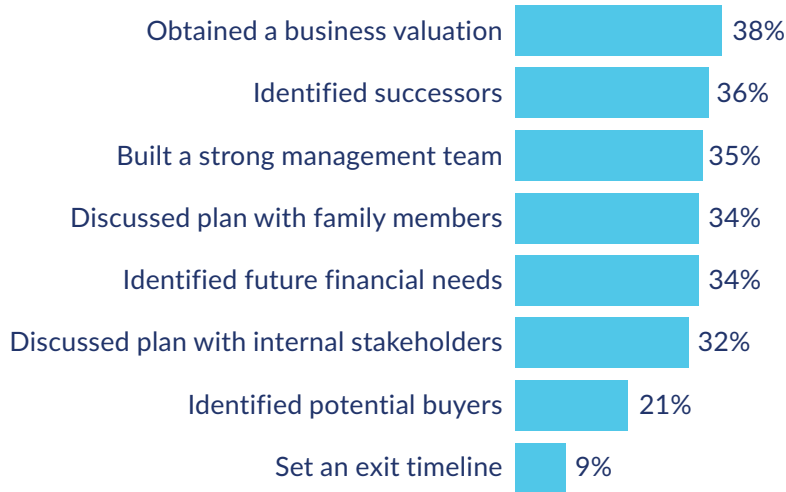 Obtained a business valuation 38%
Identified successors 36%
Built a strong management team 35%
Discussed plan with family members 34%
Identified future financial needs 34%
Discussed plan with internal stakeholders 32%
Identified potential buyers 21%
Set an exit timeline 9%